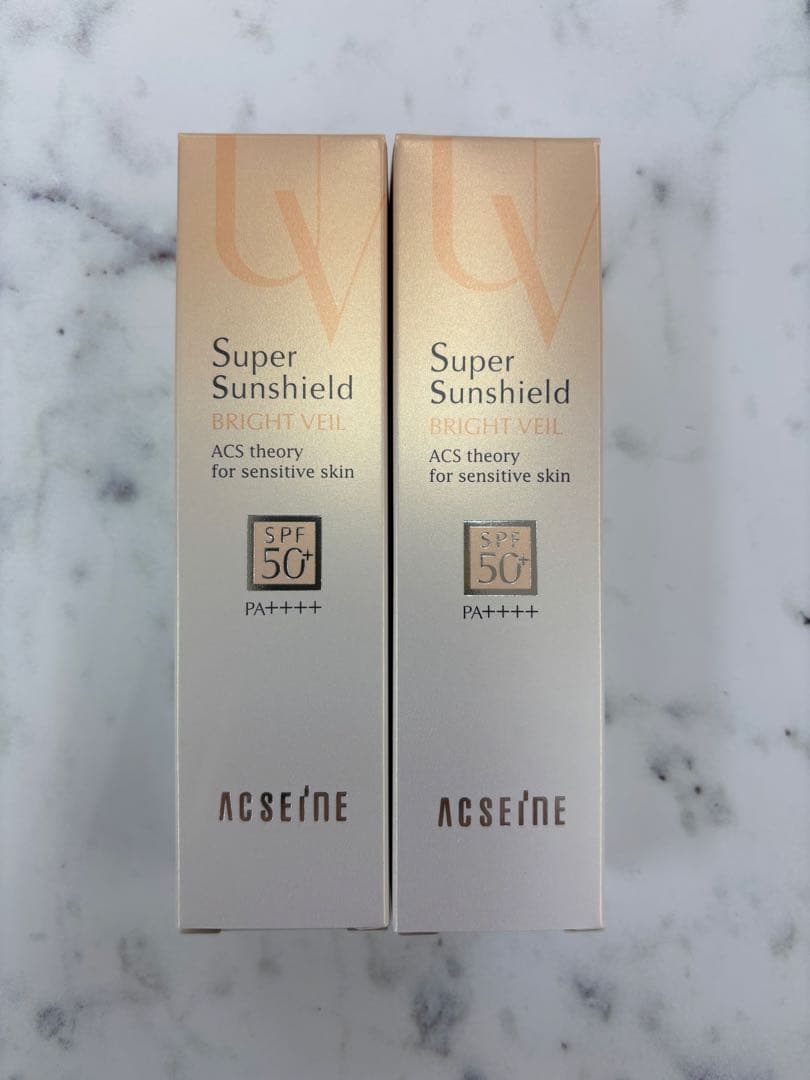 UV
Super
Sunshield
BRIGHT VEIL
ACS theory
for sensitive skin
SPF
50+
PA++++
ACSEINE
UV
Super
Sunshield
BRIGHT VEIL
ACS theory
for sensitive skin
SPF
50+
PA++++
ACSEINE